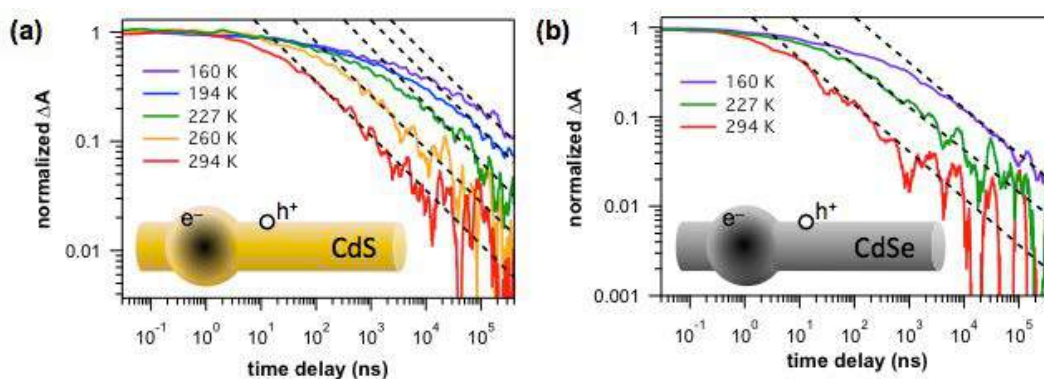 (a)
normalized ΔA
1
0.1
0.01
160 K
194 K
227 K
260 K
294 K
e⁻
h⁺
CdS
10⁻¹ 10⁰ 10¹ 10² 10³ 10⁴ 10⁵
time delay (ns)
(b)
normalized ΔA
1
0.1
0.01
0.001
160 K
227 K
294 K
e⁻
h⁺
CdSe
10⁻¹ 10⁰ 10¹ 10² 10³ 10⁴ 10⁵
time delay (ns)